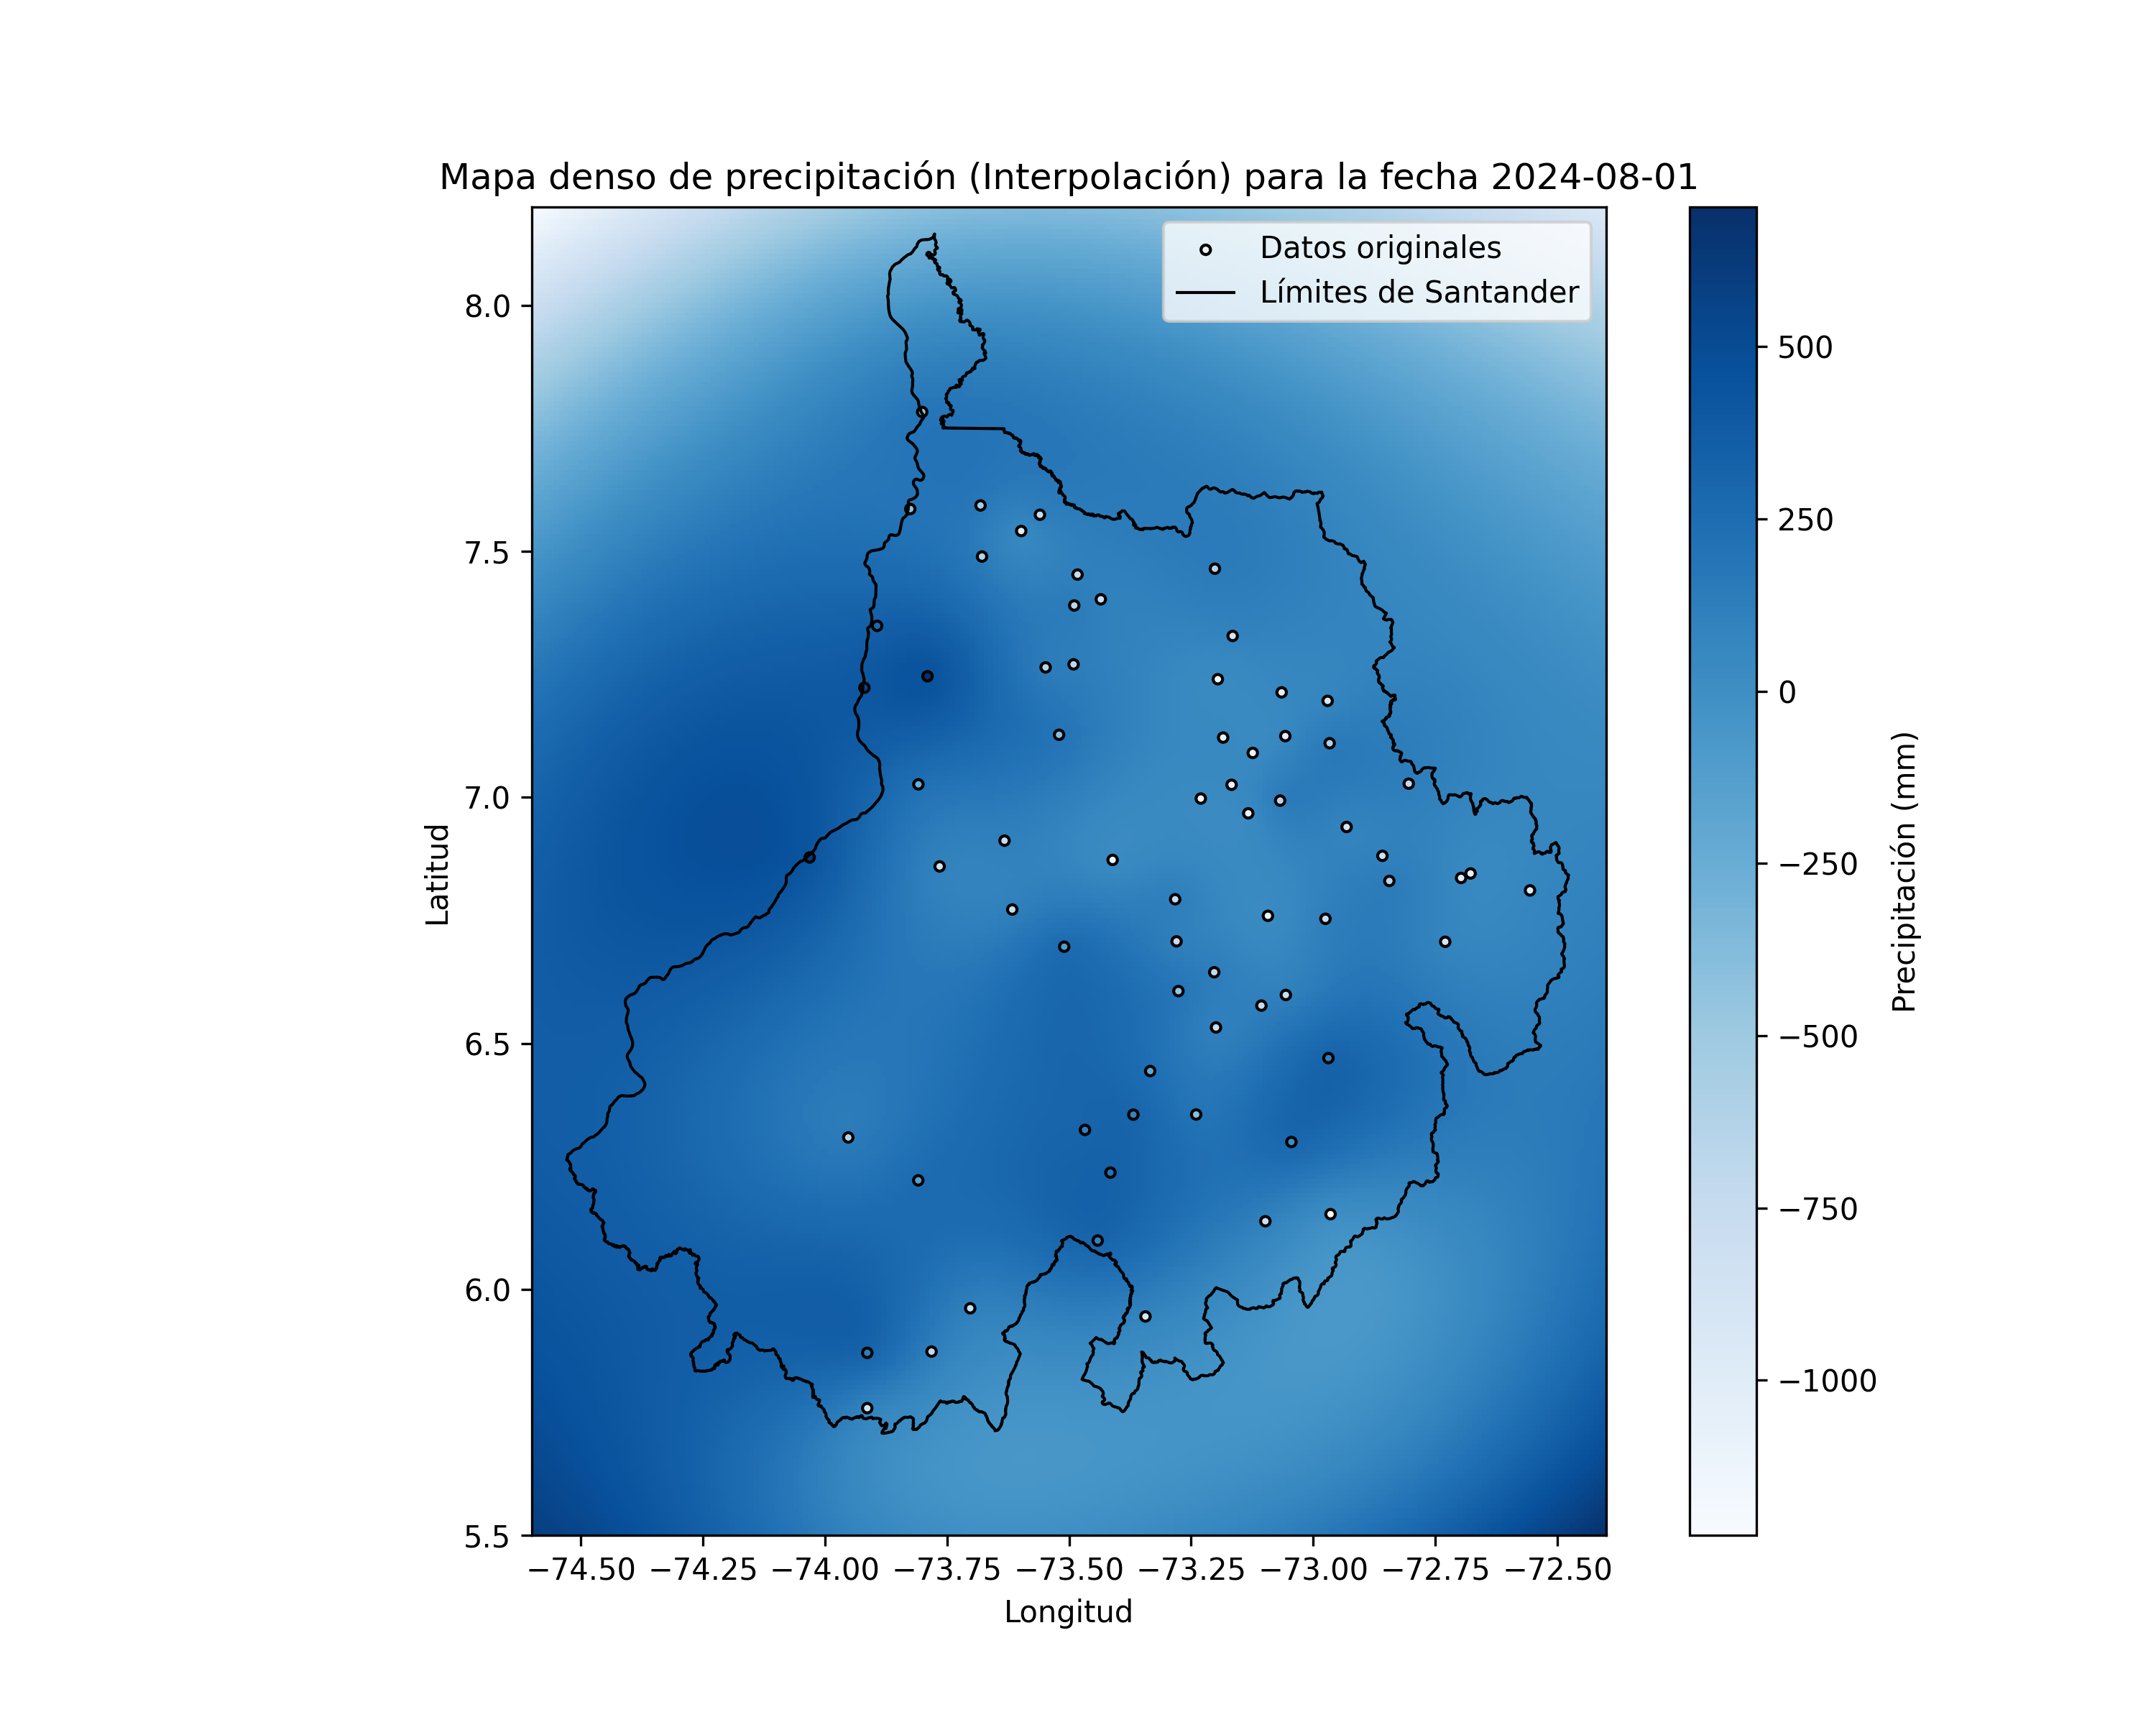 Mapa denso de precipitación (Interpolación) para la fecha 2024-08-01
Datos originales
Límites de Santander
8.0
7.5
7.0
6.5
6.0
5.5
Latitud
−74.50 −74.25 −74.00 −73.75 −73.50 −73.25 −73.00 −72.75 −72.50
Longitud
500
250
0
−250
−500
−750
−1000
Precipitación (mm)